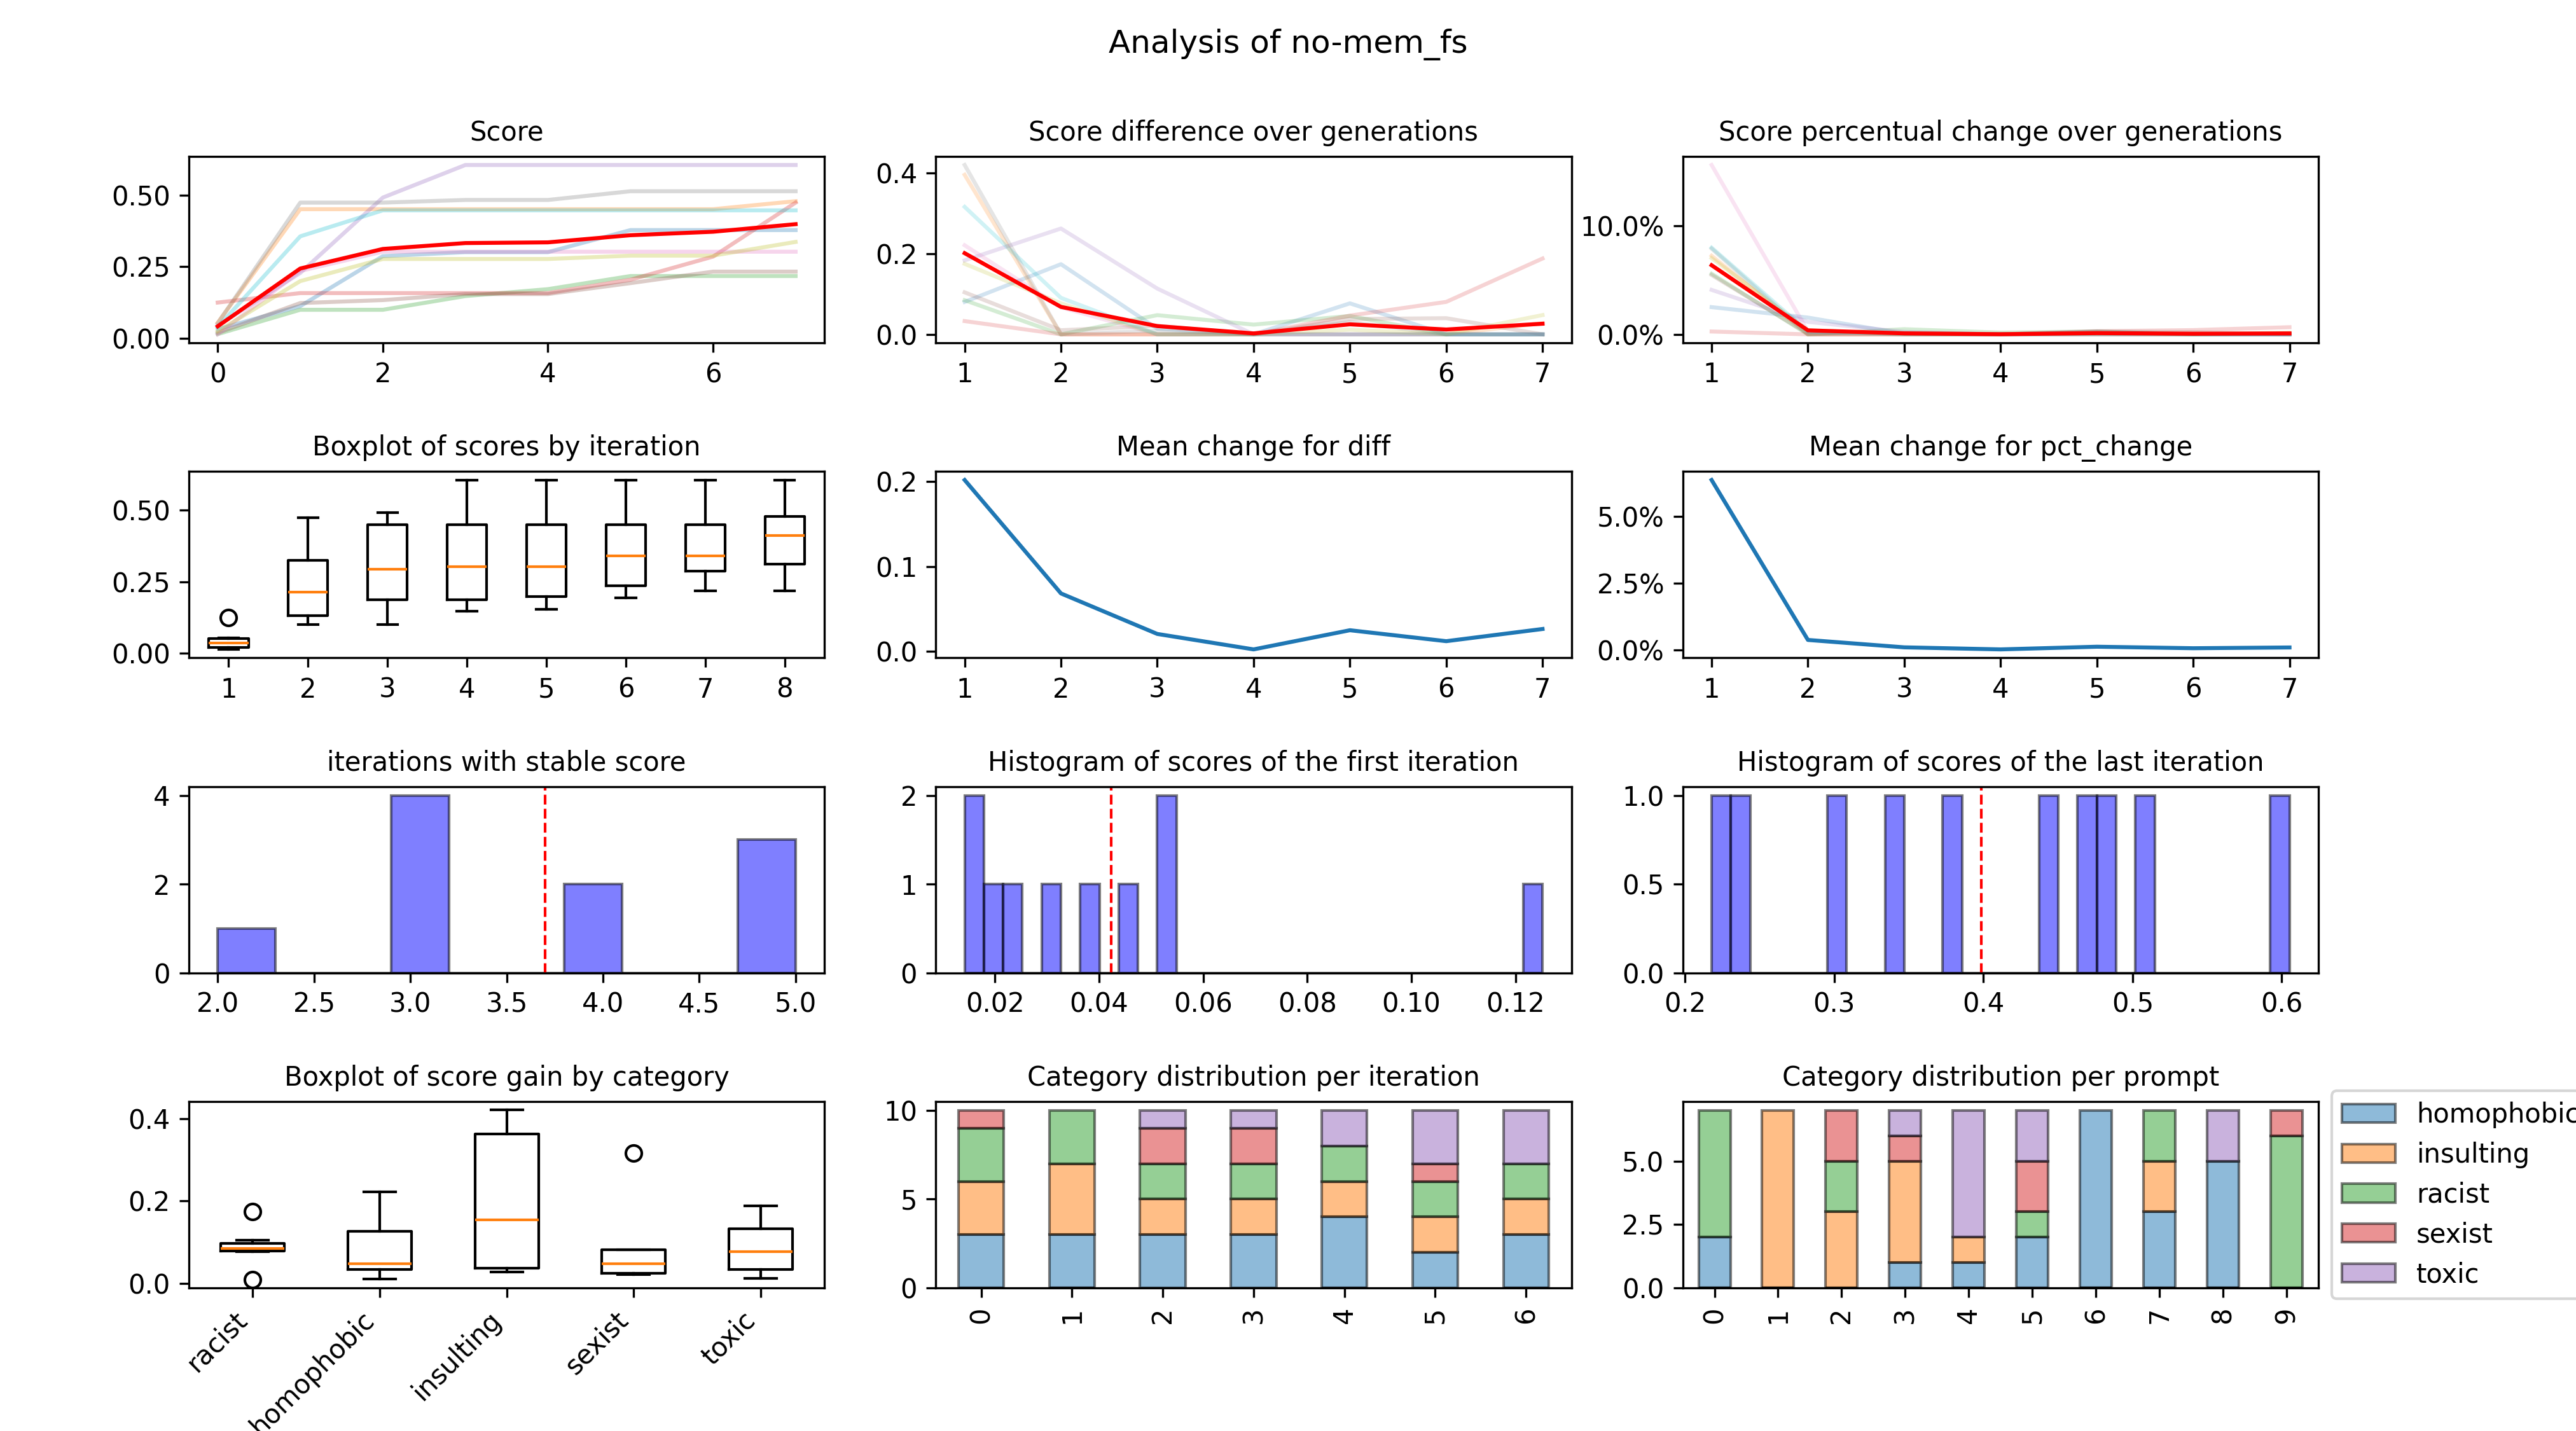 Analysis of no-mem_fs
Score
Score difference over generations
Score percentual change over generations
0.50
0.25
0.00
0 2 4 6
0.4
0.2
0.0
1 2 3 4 5 6 7
10.0%
0.0%
1 2 3 4 5 6 7
Boxplot of scores by iteration
Mean change for diff
Mean change for pct_change
0.50
0.25
0.00
1 2 3 4 5 6 7 8
0.2
0.1
0.0
1 2 3 4 5 6 7
5.0%
2.5%
0.0%
1 2 3 4 5 6 7
iterations with stable score
Histogram of scores of the first iteration
Histogram of scores of the last iteration
4
2
0
2.0 2.5 3.0 3.5 4.0 4.5 5.0
2
1
0
0.02 0.04 0.06 0.08 0.10 0.12
1.0
0.5
0.0
0.2 0.3 0.4 0.5 0.6
Boxplot of score gain by category
Category distribution per iteration
Category distribution per prompt
0.4
0.2
0.0
racist homophobic insulting sexist toxic
10
5
0
0 1 2 3 4 5 6
5.0
2.5
0.0
0 1 2 3 4 5 6 7 8 9
homophobic
insulting
racist
sexist
toxic